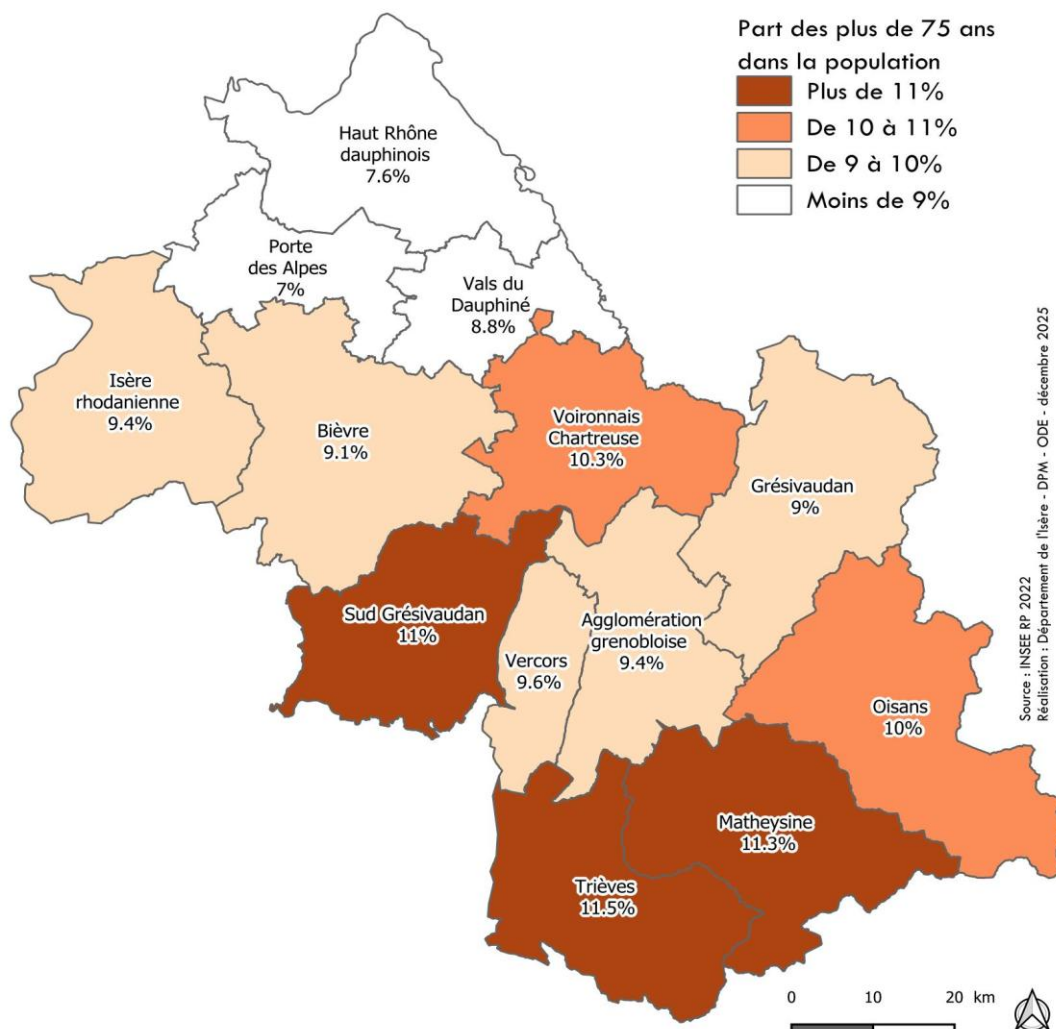 Part des plus de 75 ans
dans la population
Plus de 11%
De 10 à 11%
De 9 à 10%
Moins de 9%
Haut Rhône
dauphinois
7.6%
Porte
des Alpes
7%
Vals du
Dauphiné
8.8%
Isère
rhodanienne
9.4%
Bièvre
9.1%
Voironnais
Chartreuse
10.3%
Grésivaudan
9%
Sud Grésivaudan
11%
Vercors
9.6%
Agglomération
grenobloise
9.4%
Oisans
10%
Matheysine
11.3%
Trièves
11.5%
Source : INSEE RP 2022
Réalisation : Département de l'Isère - DPM - ODE - décembre 2025
0 10 20 km